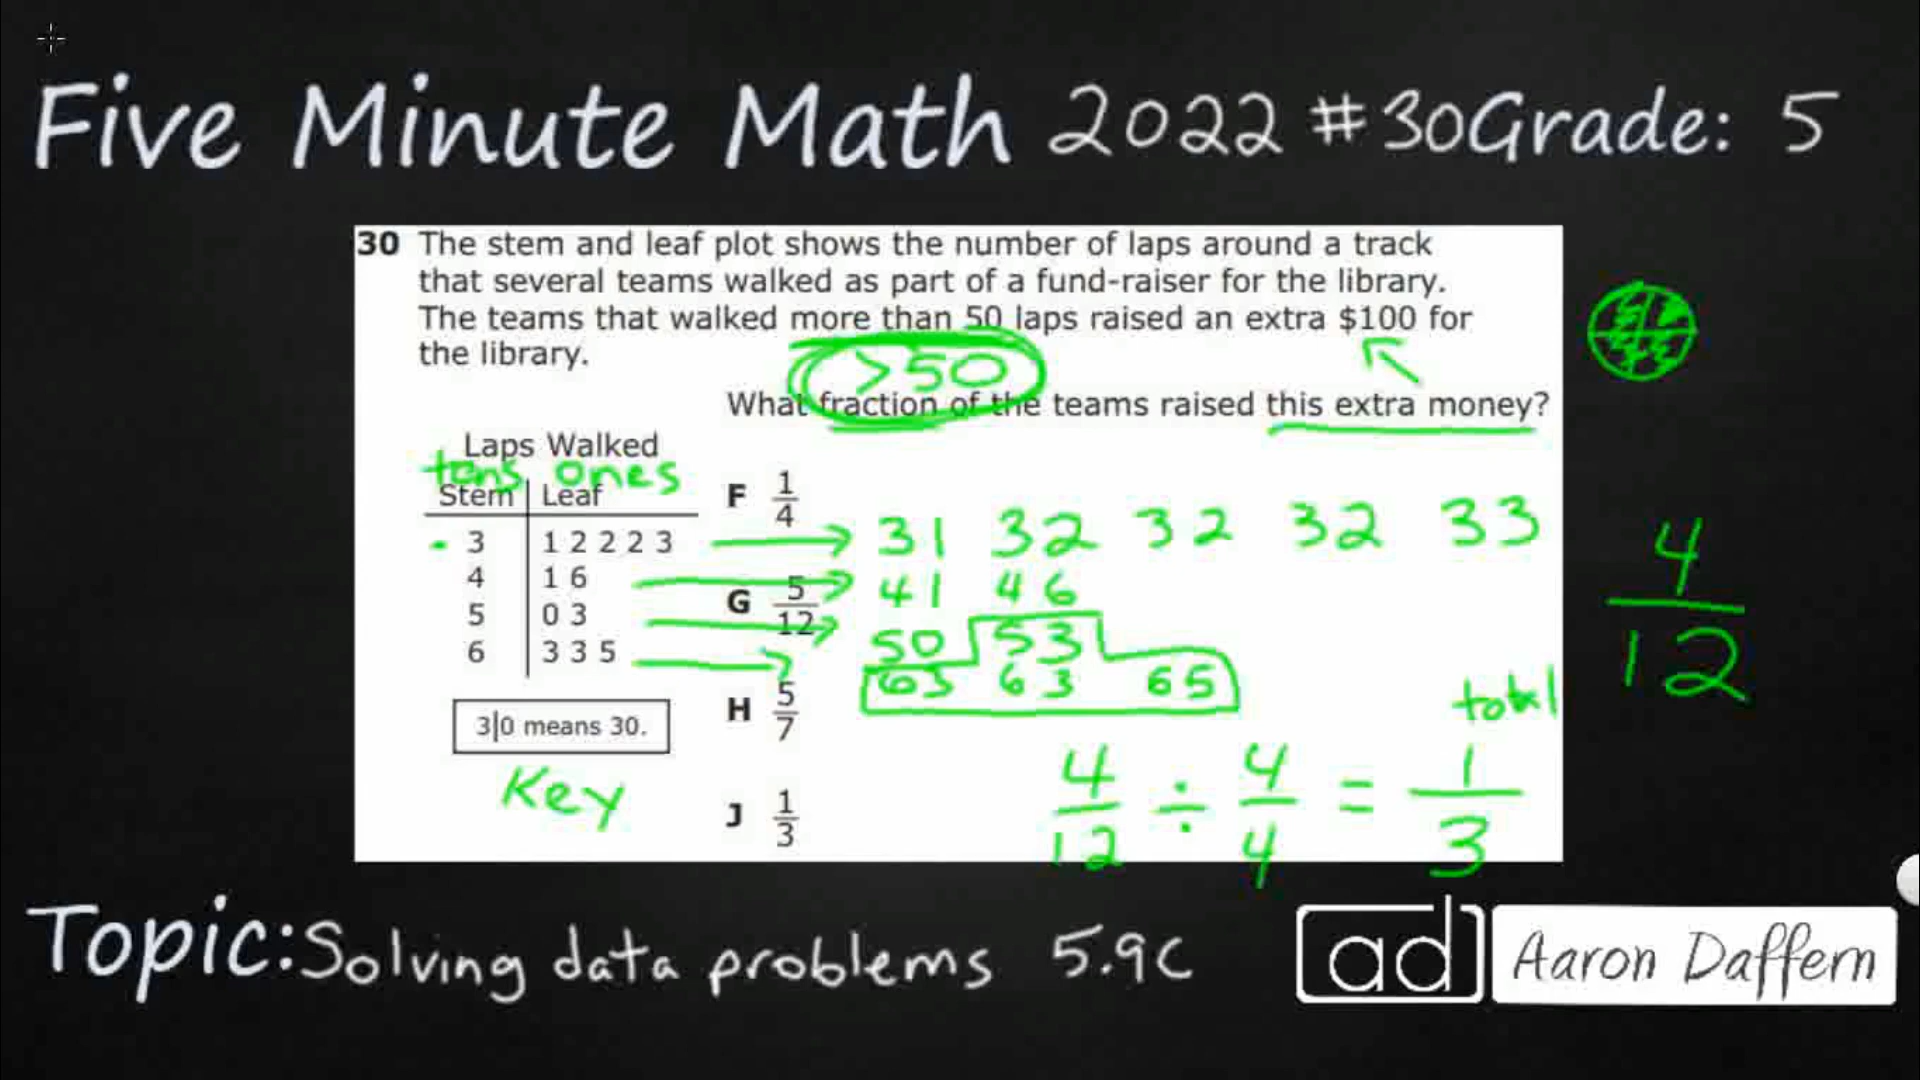 Five Minute Math 2022 #30 Grade: 5
30 The stem and leaf plot shows the number of laps around a track
that several teams walked as part of a fund-raiser for the library.
The teams that walked more than 50 laps raised an extra $100 for
the library.
>50
What fraction of the teams raised this extra money?
Laps Walked
tens ones
Stem Leaf
3 1 2 2 2 3
4 1 6
5 0 3
6 3 3 5
3|0 means 30.
Key
F 1/4
G 5/12
H 5/7
J 1/3
31 32 32 32 33
41 46
50 53
63 63 65
4/12
total
4/12 ÷ 4/4 = 1/3
Topic: Solving data problems 5.9C
ad Aaron Daffern